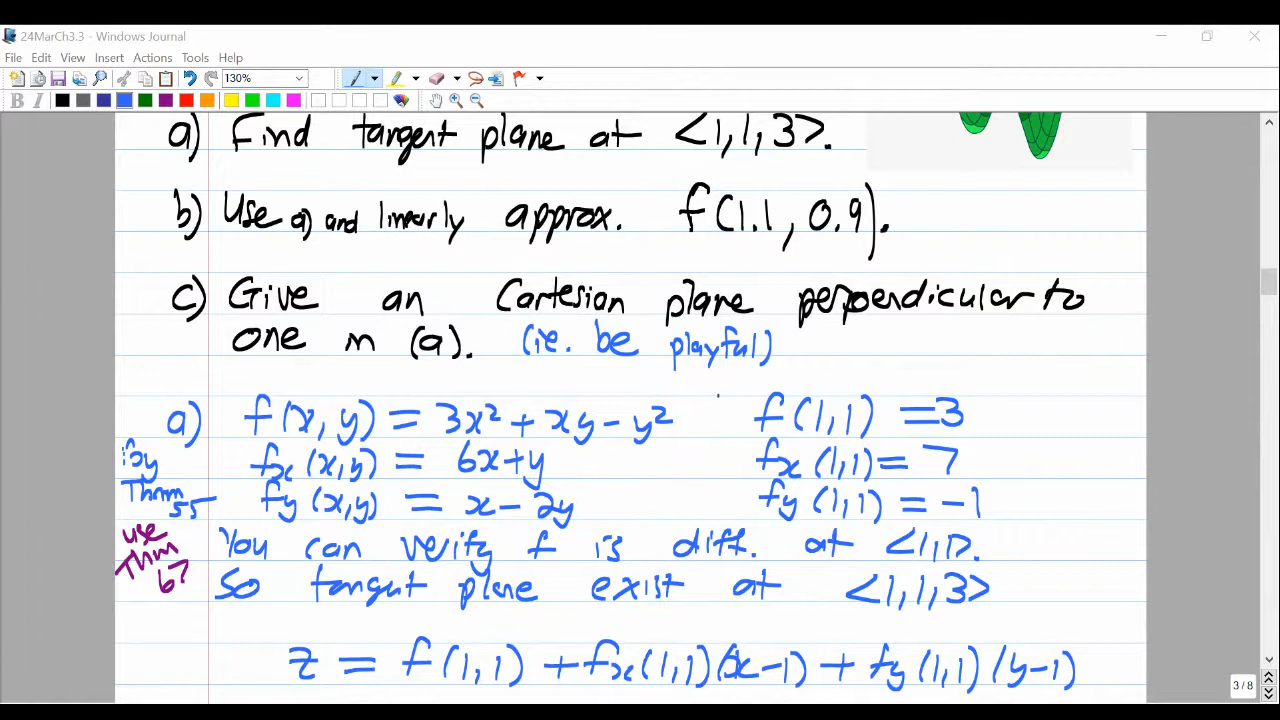 24MarCh3.3 - Windows Journal
File Edit View Insert Actions Tools Help
130%
B I
a) Find tangent plane at <1,1,3>.
b) Use a) and linearly approx. f(1.1, 0.9).
c) Give an Cartesian plane perpendicular to
one in (a). (ie. be playful)
a) f(x,y) = 3x² + xy - y² f(1,1) = 3
by fx(x,y) = 6x+y fx(1,1) = 7
Thm 55 fy(x,y) = x - 2y fy(1,1) = -1
use Thm 67 You can verify f is diff. at <1,1>.
So tangent plane exist at <1,1,3>
z = f(1,1) + fx(1,1)(x-1) + fy(1,1)(y-1)
3 / 8